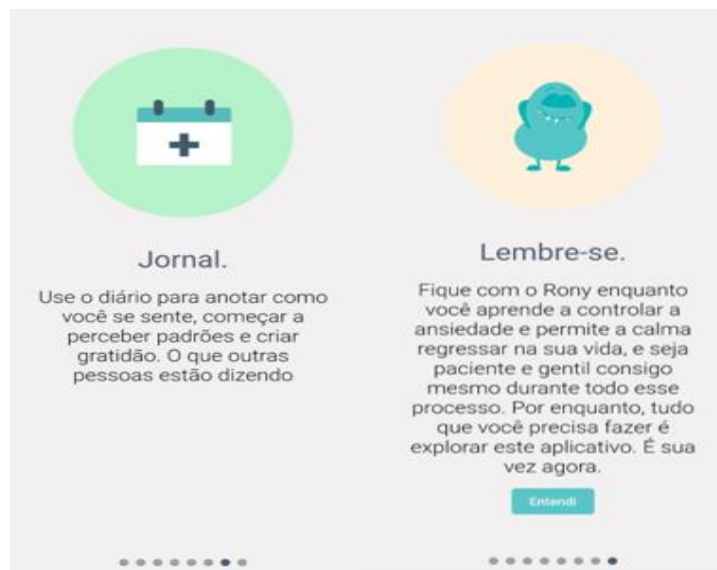 Jornal.
Use o diário para anotar como
você se sente, começar a
perceber padrões e criar
gratidão. O que outras
pessoas estão dizendo
Lembre-se.
Fique com o Rony enquanto
você aprende a controlar a
ansiedade e permite a calma
regressar na sua vida, e seja
paciente e gentil consigo
mesmo durante todo esse
processo. Por enquanto, tudo
que você precisa fazer é
explorar este aplicativo. É sua
vez agora.
Entendi